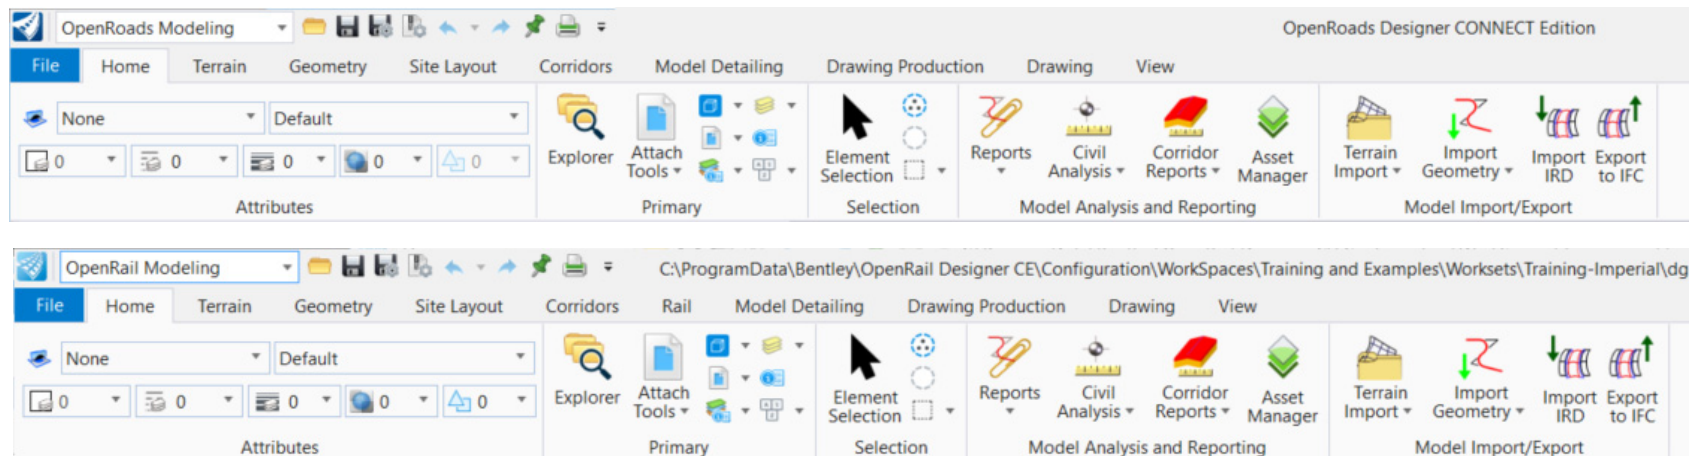 OpenRoads Modeling OpenRoads Designer CONNECT Edition
File Home Terrain Geometry Site Layout Corridors Model Detailing Drawing Production Drawing View
None Default
0 0 0 0 0
Explorer Attach Tools Element Selection Reports Civil Analysis Corridor Reports Asset Manager Terrain Import Import Geometry Import IRD Export to IFC
Attributes Primary Selection Model Analysis and Reporting Model Import/Export
OpenRail Modeling C:\ProgramData\Bentley\OpenRail Designer CE\Configuration\WorkSpaces\Training and Examples\Worksets\Training-Imperial\dg
File Home Terrain Geometry Site Layout Corridors Rail Model Detailing Drawing Production Drawing View
None Default
0 0 0 0 0
Explorer Attach Tools Element Selection Reports Civil Analysis Corridor Reports Asset Manager Terrain Import Import Geometry Import IRD Export to IFC
Attributes Primary Selection Model Analysis and Reporting Model Import/Export